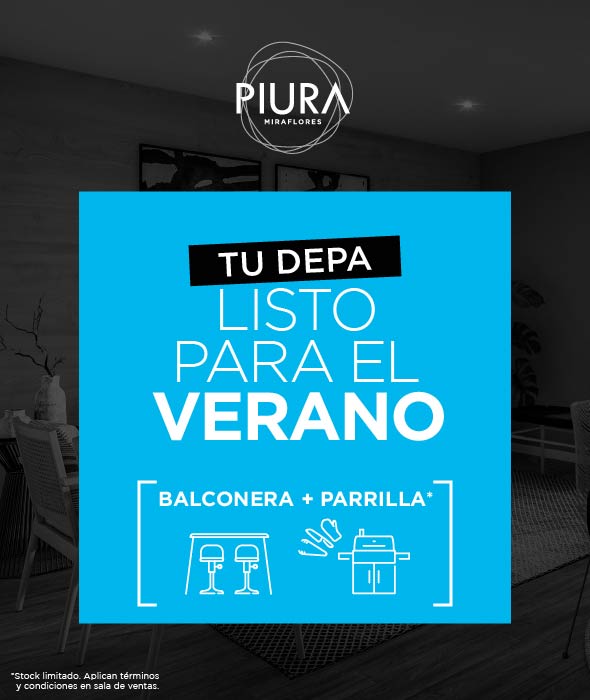 PIURA
MIRAFLORES
TU DEPA
LISTO
PARA EL
VERANO
BALCONERA + PARRILLA*
*Stock limitado. Aplican términos
y condiciones en sala de ventas.